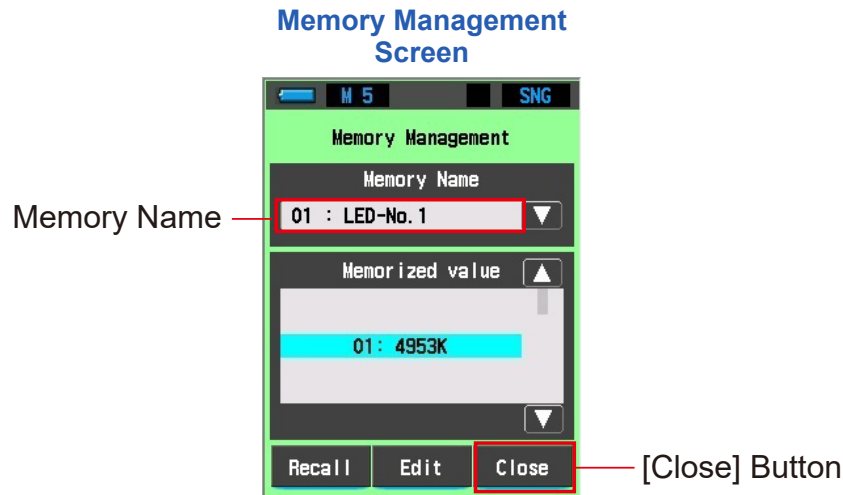 Memory Management
Screen
M 5 SNG
Memory Management
Memory Name
Memory Name
01 : LED-No.1
Memorized value
01: 4953K
Recall Edit Close
[Close] Button